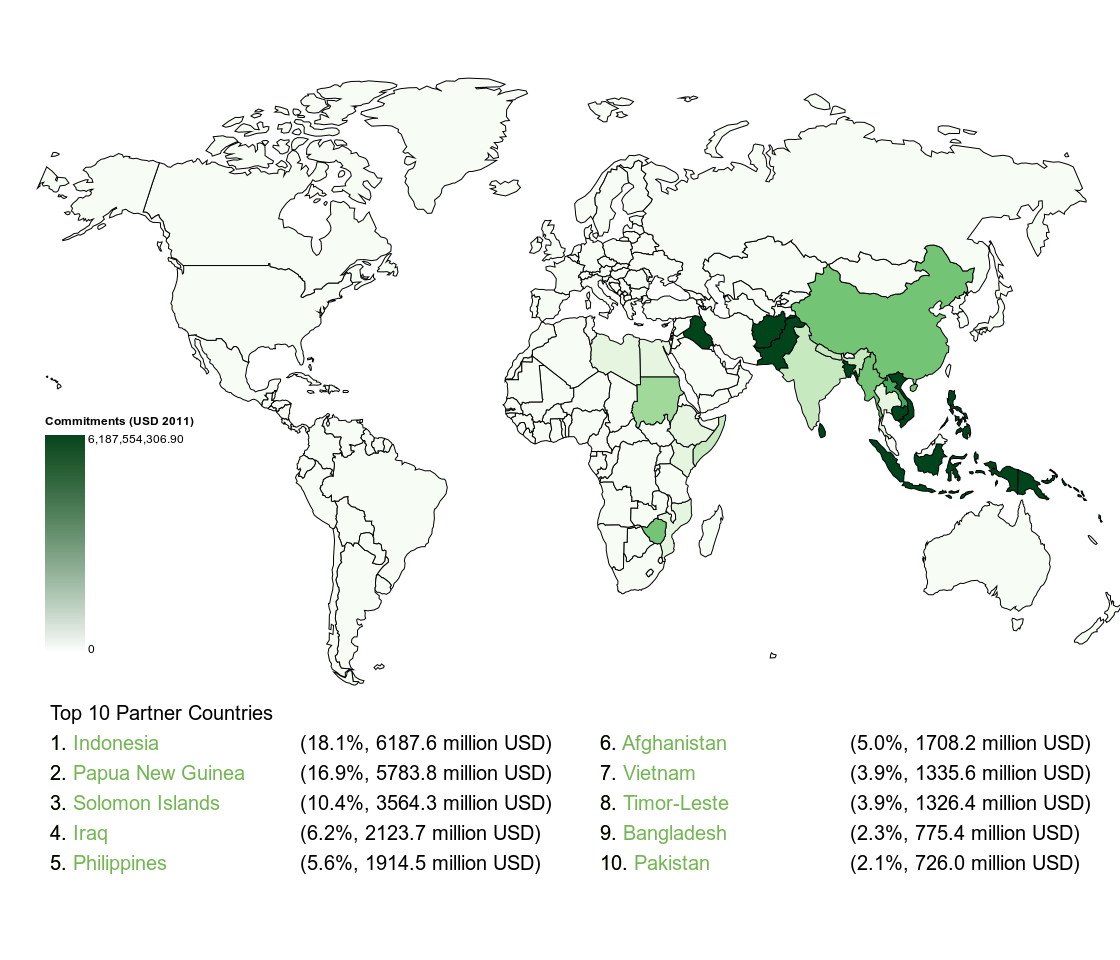 Commitments (USD 2011)
6,187,554,306.90
0
Top 10 Partner Countries
1. Indonesia (18.1%, 6187.6 million USD)
2. Papua New Guinea (16.9%, 5783.8 million USD)
3. Solomon Islands (10.4%, 3564.3 million USD)
4. Iraq (6.2%, 2123.7 million USD)
5. Philippines (5.6%, 1914.5 million USD)
6. Afghanistan (5.0%, 1708.2 million USD)
7. Vietnam (3.9%, 1335.6 million USD)
8. Timor-Leste (3.9%, 1326.4 million USD)
9. Bangladesh (2.3%, 775.4 million USD)
10. Pakistan (2.1%, 726.0 million USD)